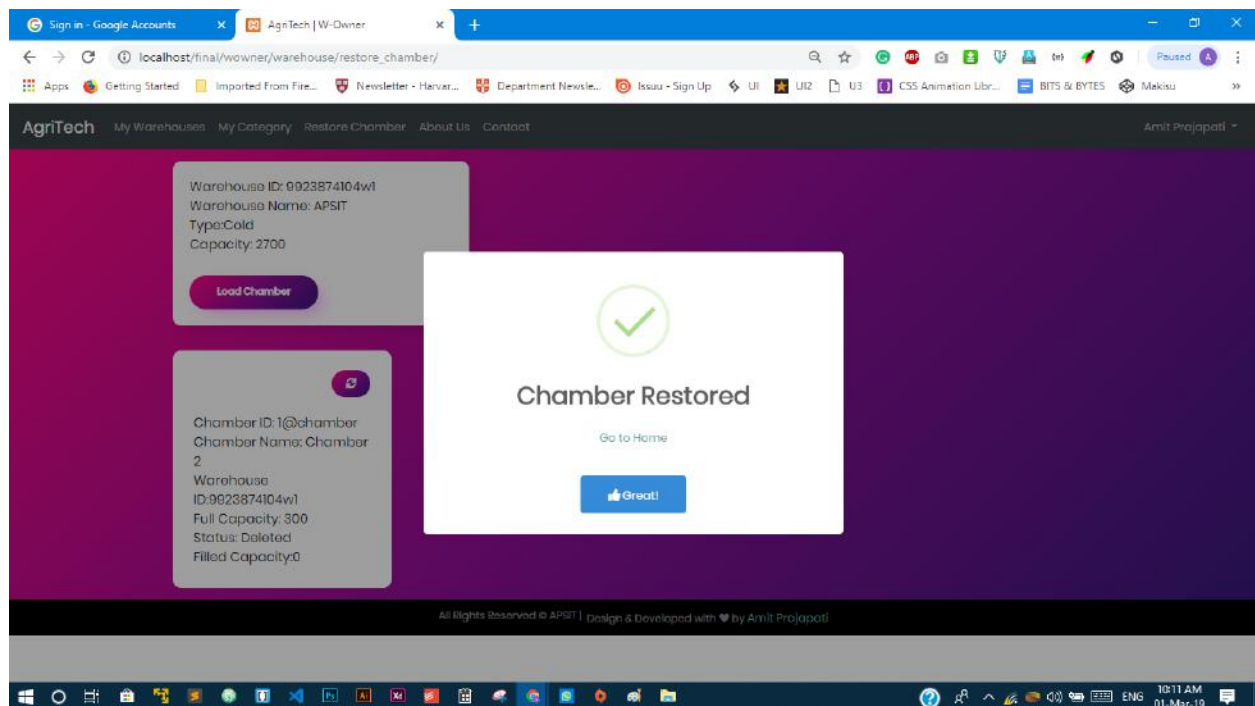 Sign in - Google Accounts
AgriTech | W-Owner
localhost/final/wowner/warehouse/restore_chamber/
Paused
A
Apps
Getting Started
Imported From Fire...
Newsletter - Harvar...
Department Newsle...
Issuu - Sign Up
UI
UI2
U3
CSS Animation Libr...
BITS & BYTES
Makisu
»
AgriTech My Warehouses My Category Restore Chamber About Us Contact Amit Prajapati
Warehouse ID: 9923874104w1
Warehouse Name: APSIT
Type:Cold
Capacity: 2700
Load Chamber
Chamber ID: 1@chamber
Chamber Name: Chamber
2
Warehouse
ID:9923874104w1
Full Capacity: 300
Status: Deleted
Filled Capacity:0
Chamber Restored
Go to Home
Great!
All Rights Reserved © APSIT | Design & Developed with ♥ by Amit Prajapati
ENG
10:11 AM
01-Mar-19